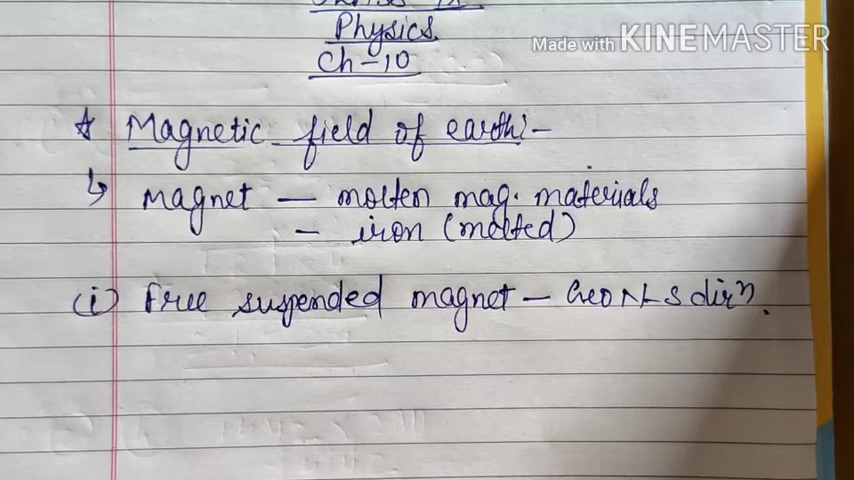 Physics
Made with KINEMASTER
Ch-10
Magnetic field of earth:-
↳ Magnet — molten mag. materials
— iron (melted)
(i) Free suspended magnet - Geo N & S dirⁿ.